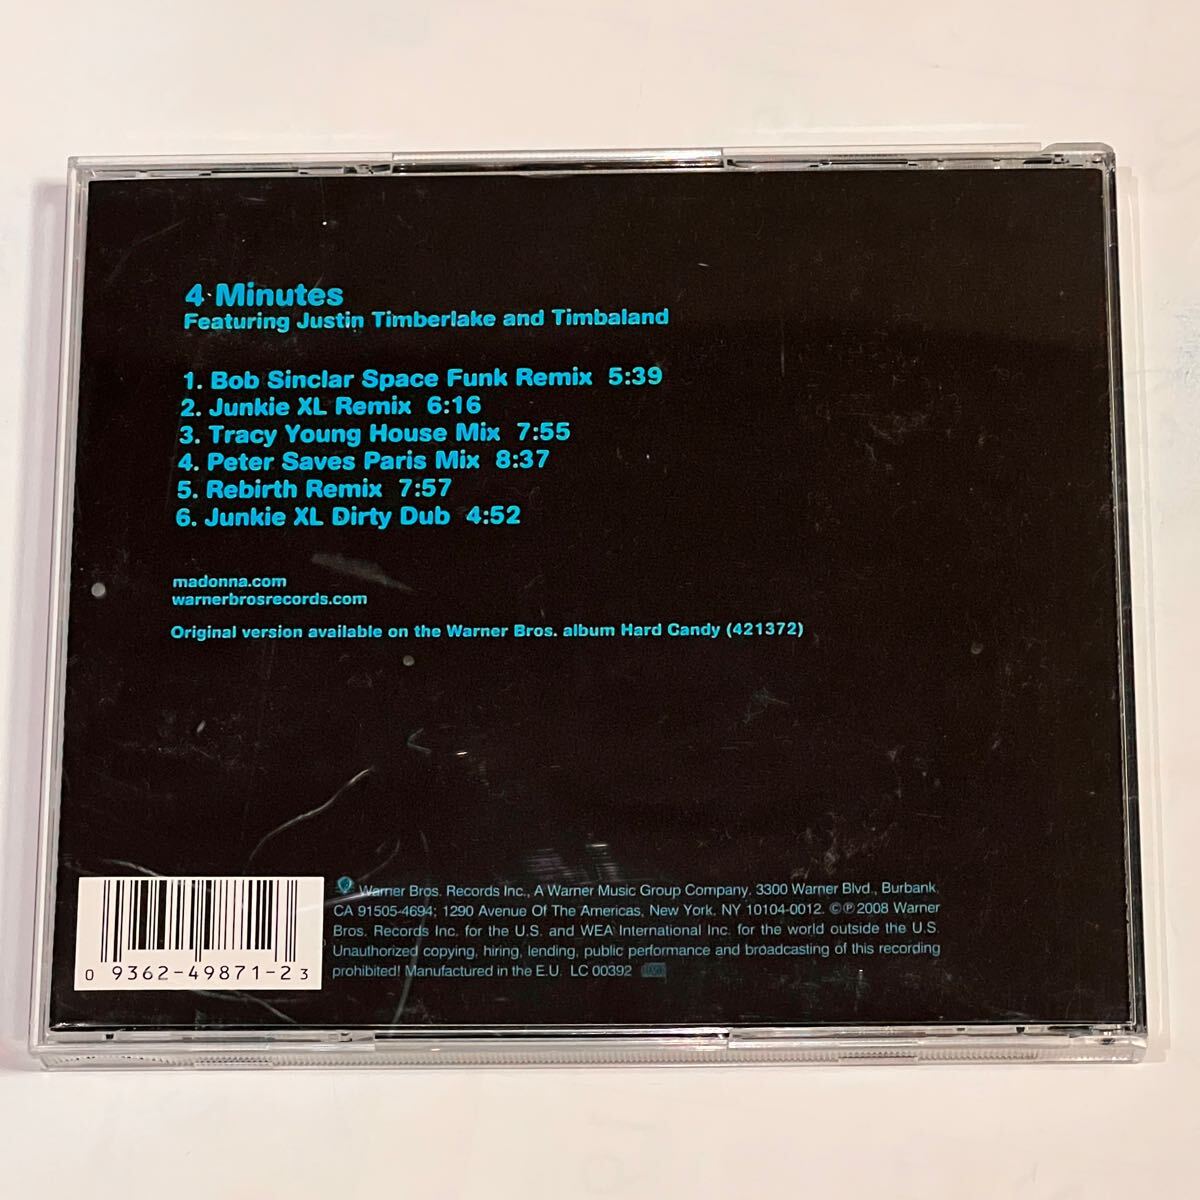 4 Minutes
Featuring Justin Timberlake and Timbaland
1. Bob Sinclar Space Funk Remix 5:39
2. Junkie XL Remix 6:16
3. Tracy Young House Mix 7:55
4. Peter Saves Paris Mix 8:37
5. Rebirth Remix 7:57
6. Junkie XL Dirty Dub 4:52
madonna.com
warnerbrosrecords.com
Original version available on the Warner Bros. album Hard Candy (421372)
Warner Bros. Records Inc., A Warner Music Group Company. 3300 Warner Blvd., Burbank,
CA 91505-4694; 1290 Avenue Of The Americas, New York, NY 10104-0012. ©℗2008 Warner
Bros. Records Inc. for the U.S. and WEA International Inc. for the world outside the U.S.
Unauthorized copying, hiring, lending, public performance and broadcasting of this recording
prohibited! Manufactured in the E.U. LC 00392
0 9362-49871-2 3